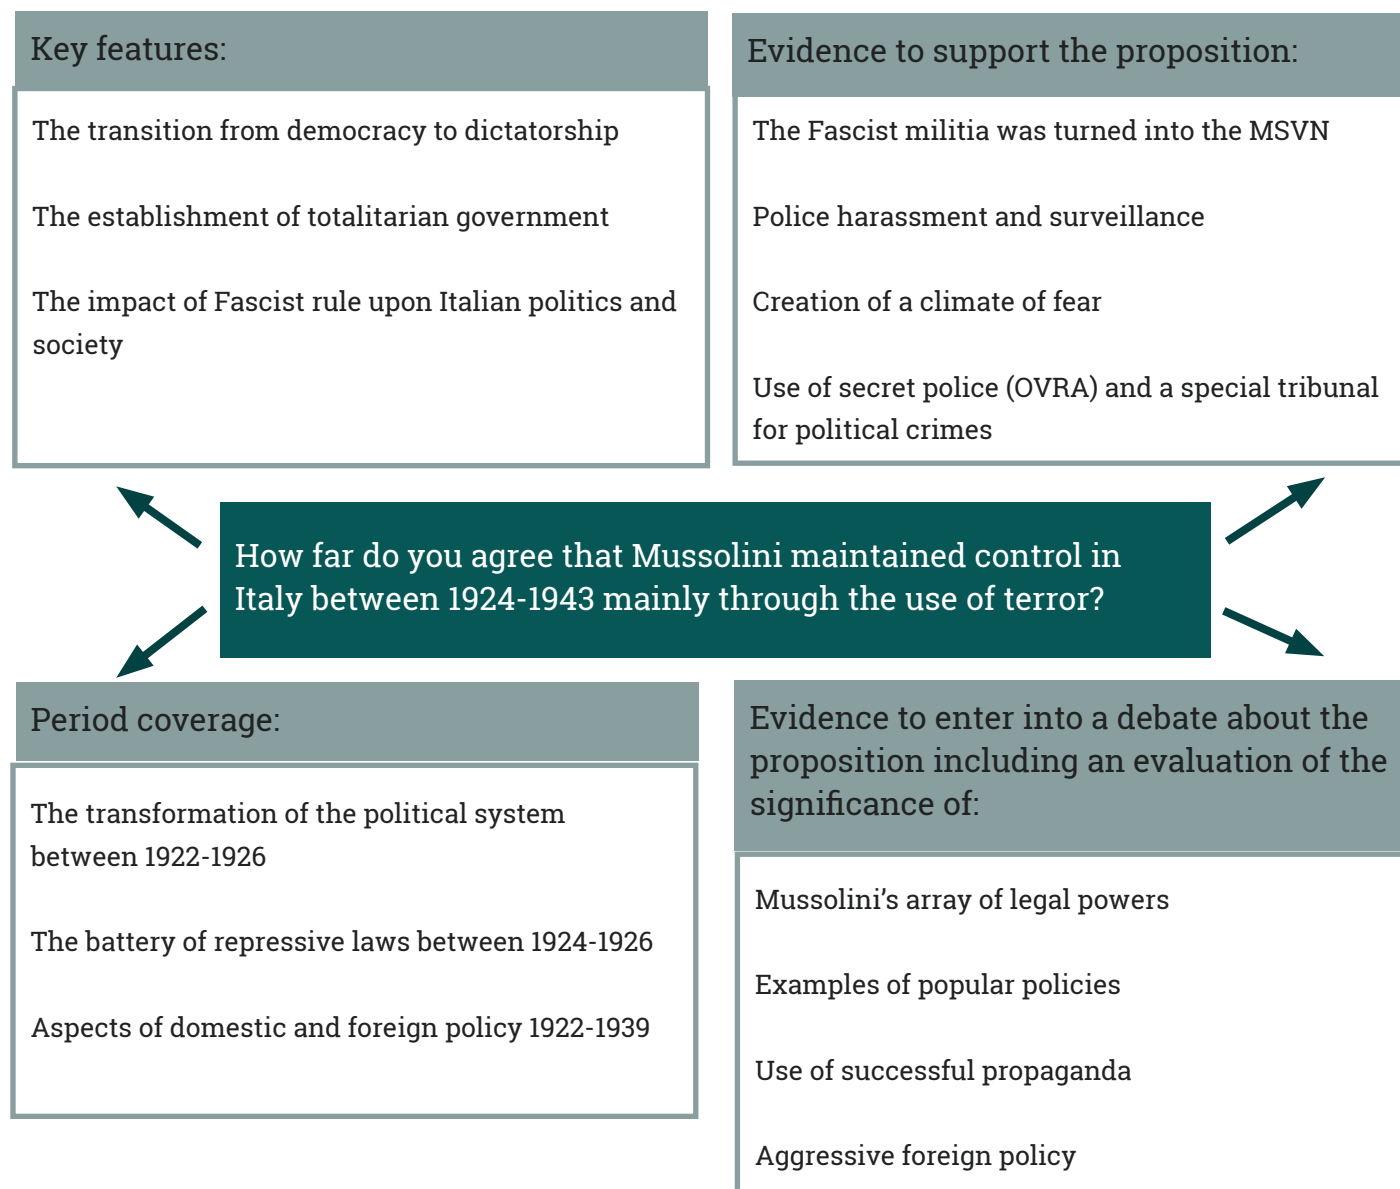 Key features:
The transition from democracy to dictatorship
The establishment of totalitarian government
The impact of Fascist rule upon Italian politics and
society
Evidence to support the proposition:
The Fascist militia was turned into the MSVN
Police harassment and surveillance
Creation of a climate of fear
Use of secret police (OVRA) and a special tribunal
for political crimes
How far do you agree that Mussolini maintained control in
Italy between 1924-1943 mainly through the use of terror?
Period coverage:
The transformation of the political system
between 1922-1926
The battery of repressive laws between 1924-1926
Aspects of domestic and foreign policy 1922-1939
Evidence to enter into a debate about the
proposition including an evaluation of the
significance of:
Mussolini’s array of legal powers
Examples of popular policies
Use of successful propaganda
Aggressive foreign policy